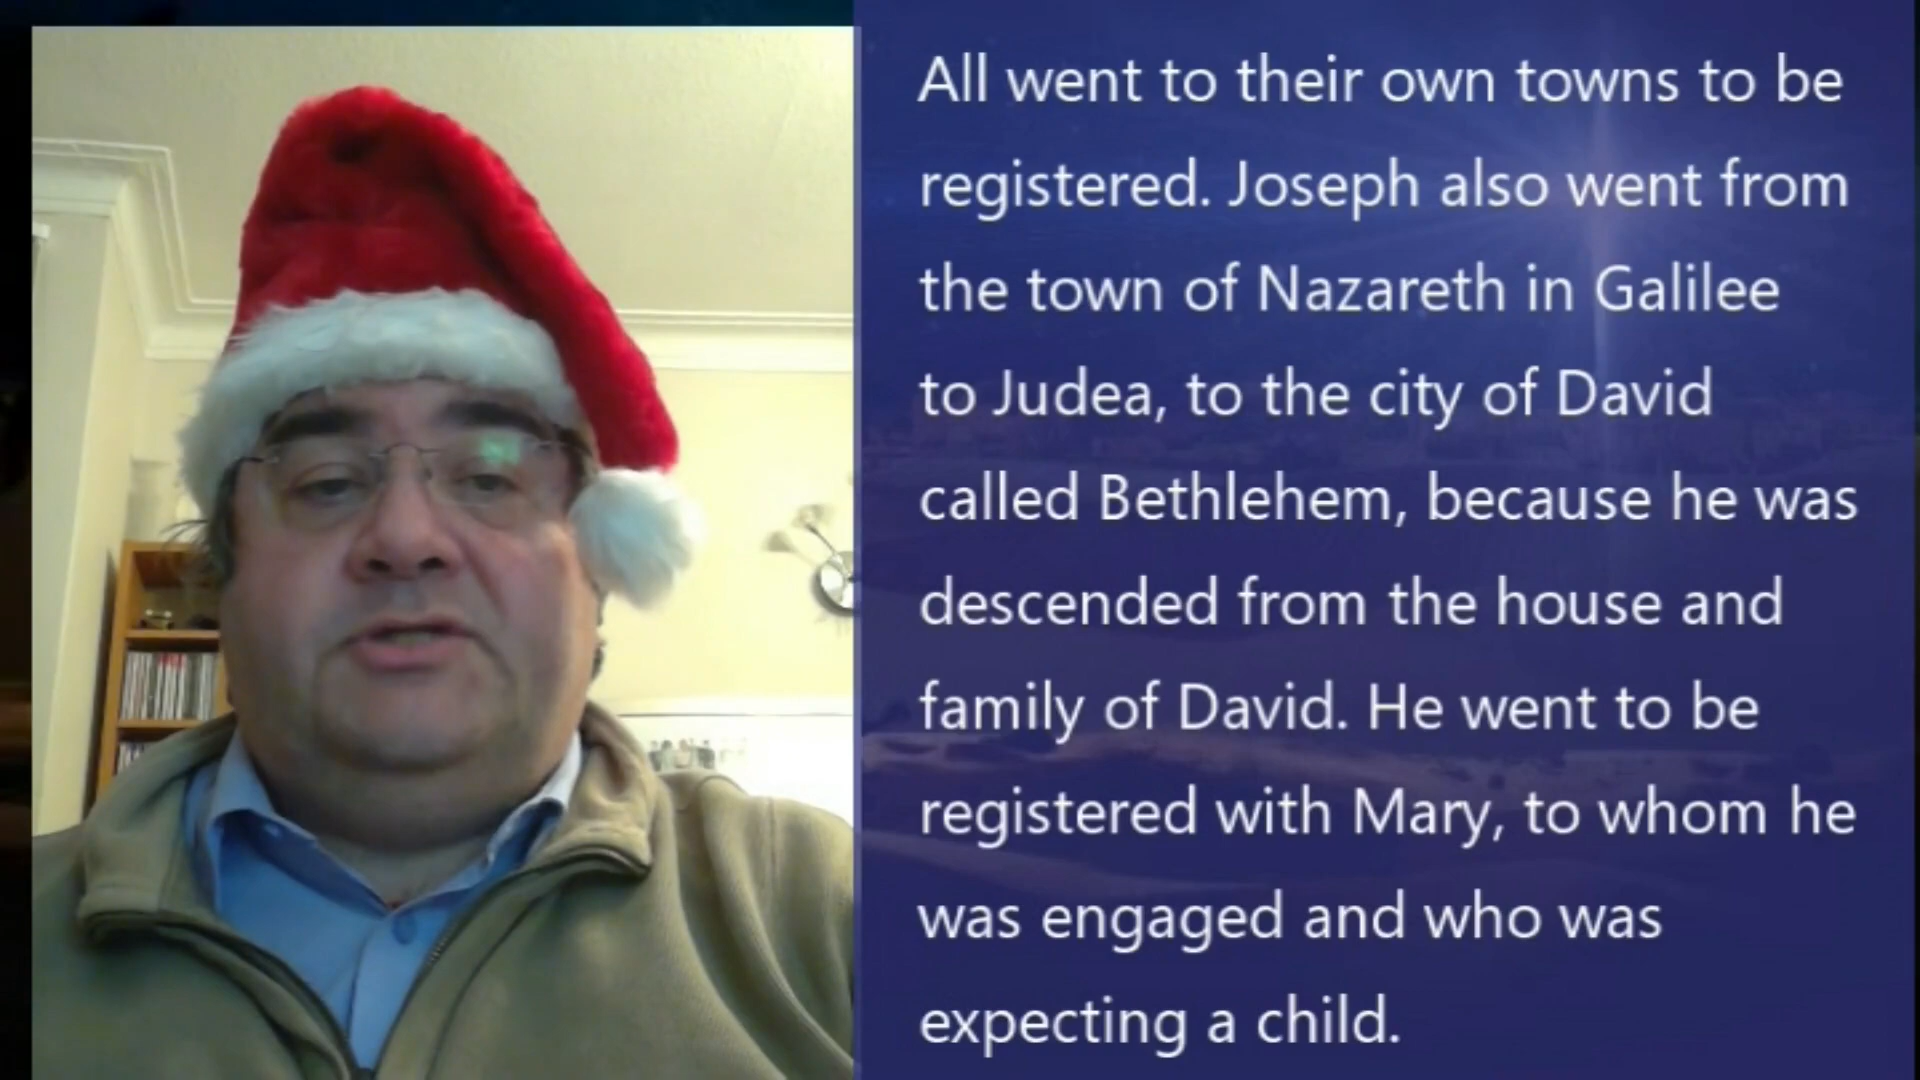 All went to their own towns to be
registered. Joseph also went from
the town of Nazareth in Galilee
to Judea, to the city of David
called Bethlehem, because he was
descended from the house and
family of David. He went to be
registered with Mary, to whom he
was engaged and who was
expecting a child.